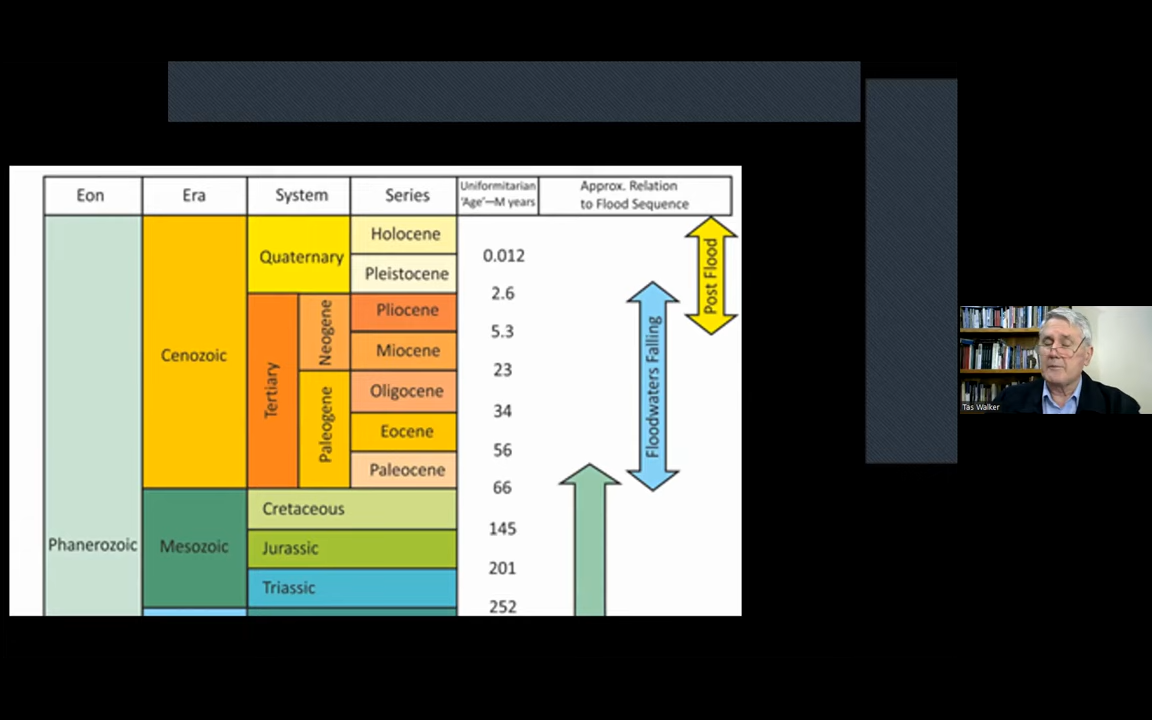 Eon
Era
System
Series
Uniformitarian
'Age'—M years
Approx. Relation
to Flood Sequence
Phanerozoic
Cenozoic
Mesozoic
Quaternary
Tertiary
Neogene
Paleogene
Holocene
Pleistocene
Pliocene
Miocene
Oligocene
Eocene
Paleocene
Cretaceous
Jurassic
Triassic
0.012
2.6
5.3
23
34
56
66
145
201
252
Floodwaters Falling
Post Flood
Tas Walker